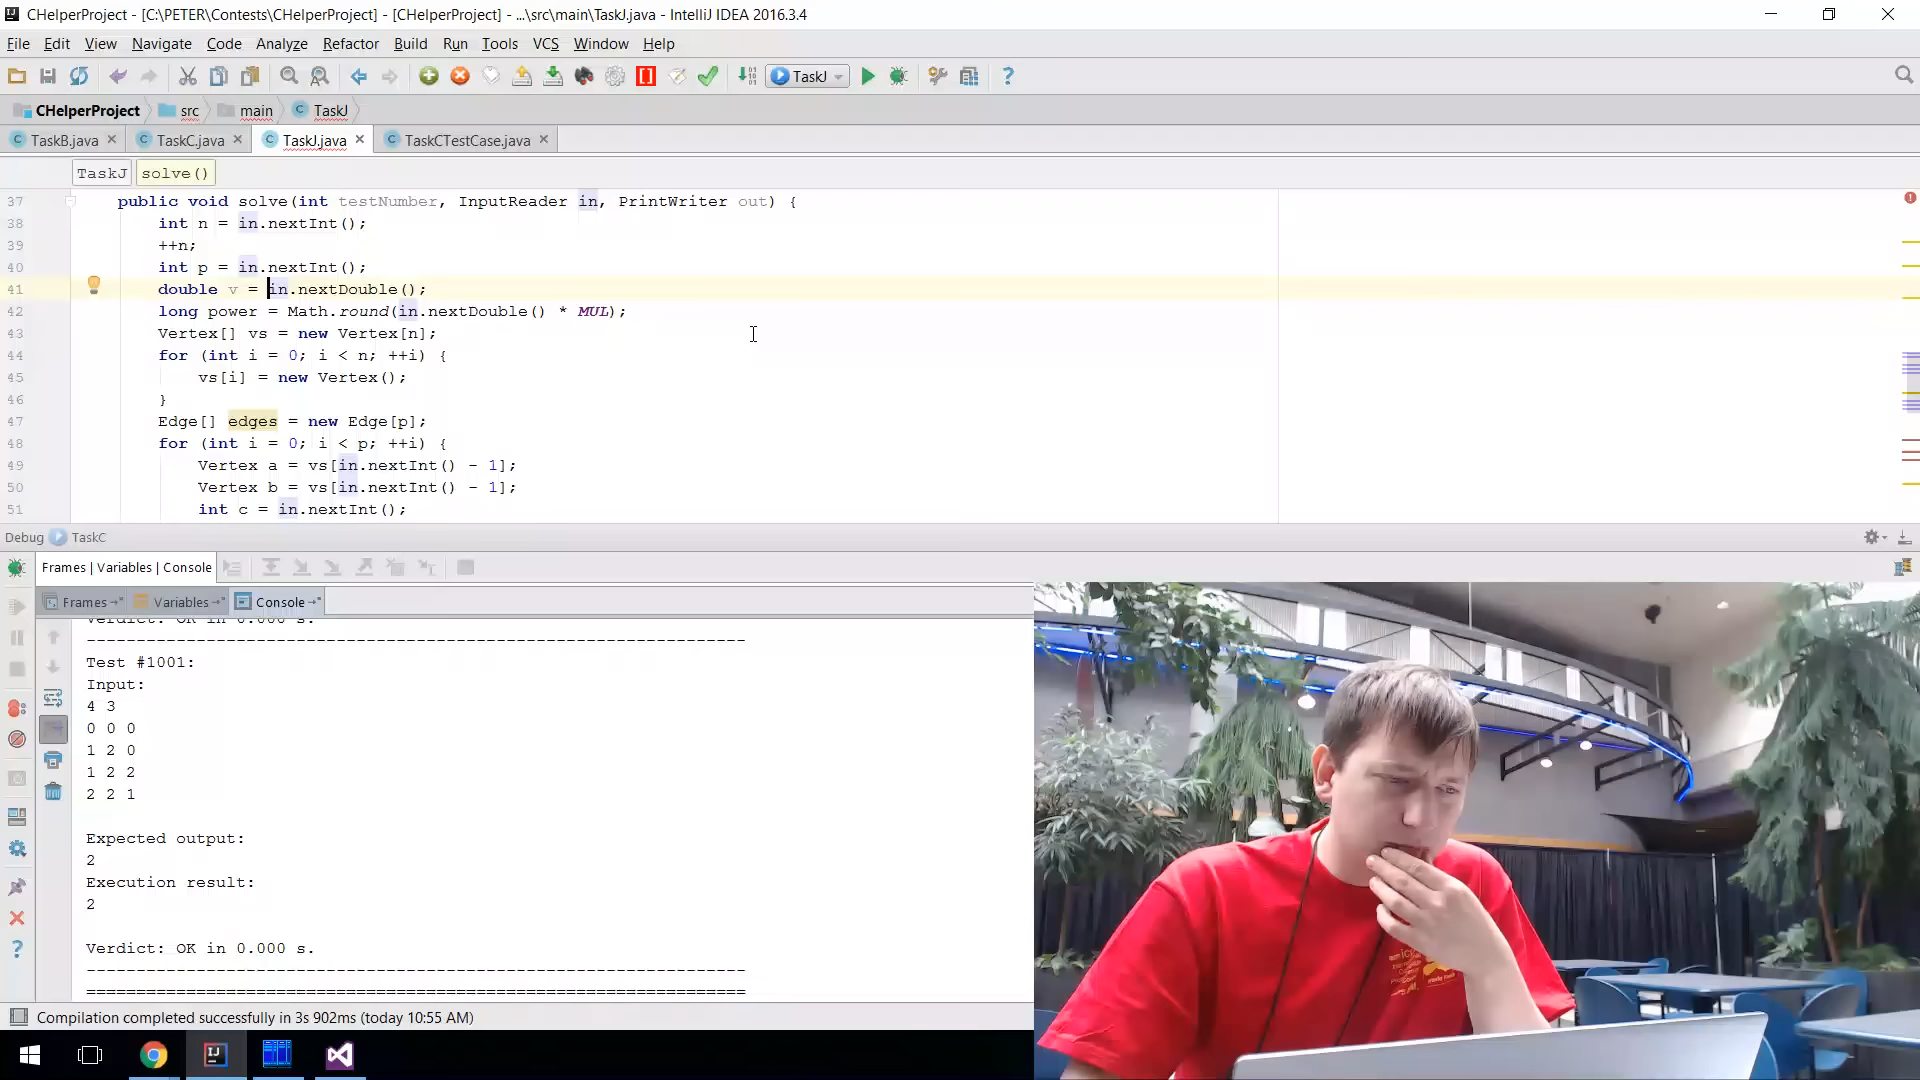 CHelperProject - [C:\PETER\Contests\CHelperProject] - [CHelperProject] - ...\src\main\TaskJ.java - IntelliJ IDEA 2016.3.4
File Edit View Navigate Code Analyze Refactor Build Run Tools VCS Window Help
TaskJ
CHelperProject src main TaskJ
TaskB.java TaskC.java TaskJ.java TaskCTestCase.java
TaskJ solve()
37 public void solve(int testNumber, InputReader in, PrintWriter out) {
38 int n = in.nextInt();
39 ++n;
40 int p = in.nextInt();
41 double v = in.nextDouble();
42 long power = Math.round(in.nextDouble() * MUL);
43 Vertex[] vs = new Vertex[n];
44 for (int i = 0; i < n; ++i) {
45 vs[i] = new Vertex();
46 }
47 Edge[] edges = new Edge[p];
48 for (int i = 0; i < p; ++i) {
49 Vertex a = vs[in.nextInt() - 1];
50 Vertex b = vs[in.nextInt() - 1];
51 int c = in.nextInt();
Debug TaskC
Frames | Variables | Console
Frames Variables Console
Verdict: OK in 0.000 s.
------------------------------------------------------------------
Test #1001:
Input:
4 3
0 0 0
1 2 0
1 2 2
2 2 1
Expected output:
2
Execution result:
2
Verdict: OK in 0.000 s.
------------------------------------------------------------------
==================================================================
Compilation completed successfully in 3s 902ms (today 10:55 AM)